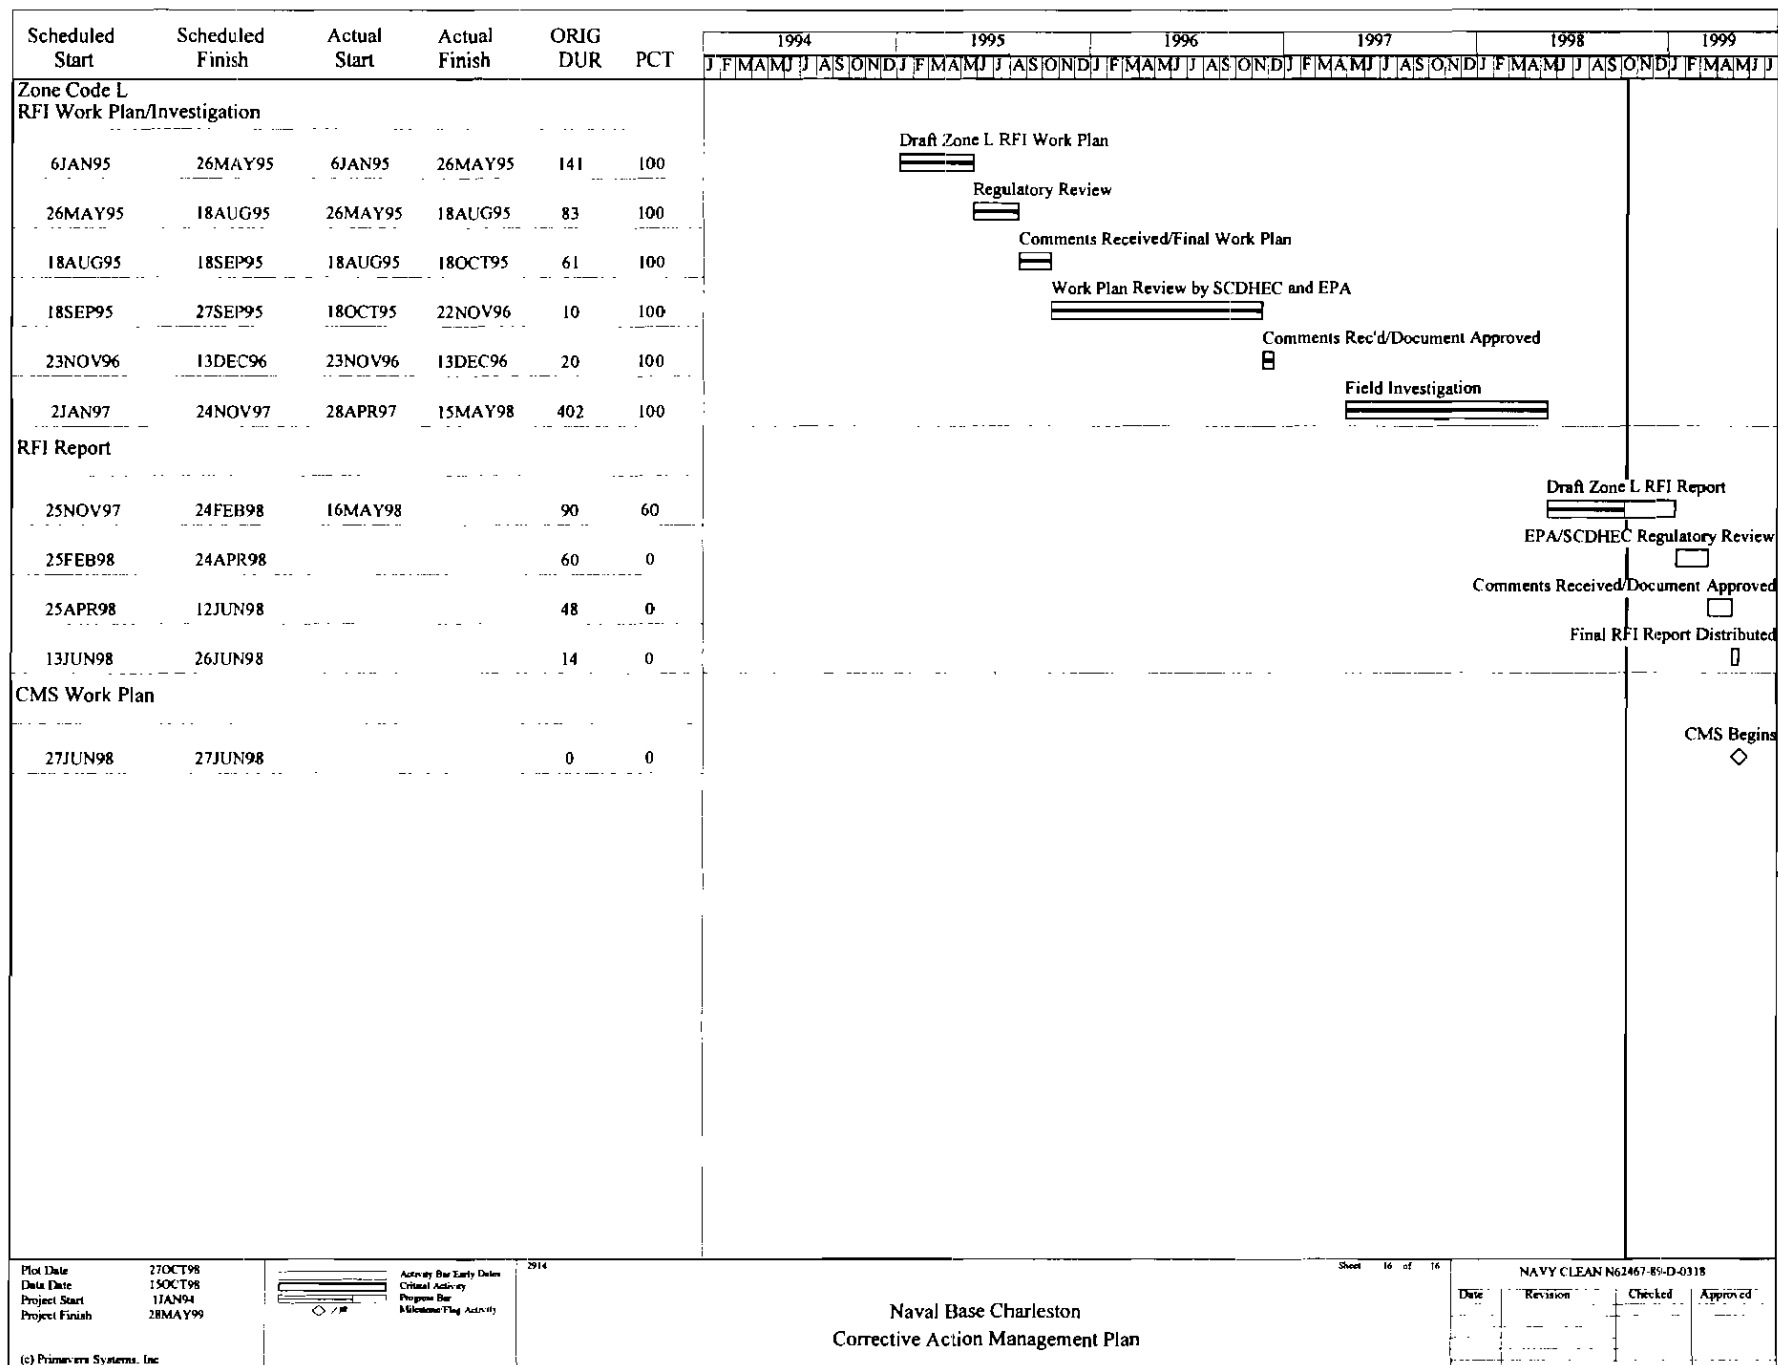 Scheduled Start Scheduled Finish Actual Start Actual Finish ORIG DUR PCT
1994 1995 1996 1997 1998 1999
J F M A M J J A S O N D J F M A M J J A S O N D J F M A M J J A S O N D J F M A M J J A S O N D J F M A M J J A S O N D J F M A M J J
Zone Code L
RFI Work Plan/Investigation
Draft Zone L RFI Work Plan
6JAN95 26MAY95 6JAN95 26MAY95 141 100
Regulatory Review
26MAY95 18AUG95 26MAY95 18AUG95 83 100
Comments Received/Final Work Plan
18AUG95 18SEP95 18AUG95 18OCT95 61 100
Work Plan Review by SCDHEC and EPA
18SEP95 27SEP95 18OCT95 22NOV96 10 100
Comments Rec'd/Document Approved
23NOV96 13DEC96 23NOV96 13DEC96 20 100
Field Investigation
2JAN97 24NOV97 28APR97 15MAY98 402 100
RFI Report
Draft Zone L RFI Report
25NOV97 24FEB98 16MAY98 90 60
EPA/SCDHEC Regulatory Review
25FEB98 24APR98 60 0
Comments Received/Document Approved
25APR98 12JUN98 48 0
Final RFI Report Distributed
13JUN98 26JUN98 14 0
CMS Work Plan
CMS Begins
27JUN98 27JUN98 0 0
Plot Date 27OCT98
Data Date 15OCT98
Project Start 1JAN94
Project Finish 28MAY99
(c) Primavera Systems, Inc
Activity Bar Early Dates
Critical Activity
Progress Bar
Milestone/Flag Activity
2914
Naval Base Charleston
Corrective Action Management Plan
Sheet 16 of 16
NAVY CLEAN N62467-89-D-0318
Date Revision Checked Approved